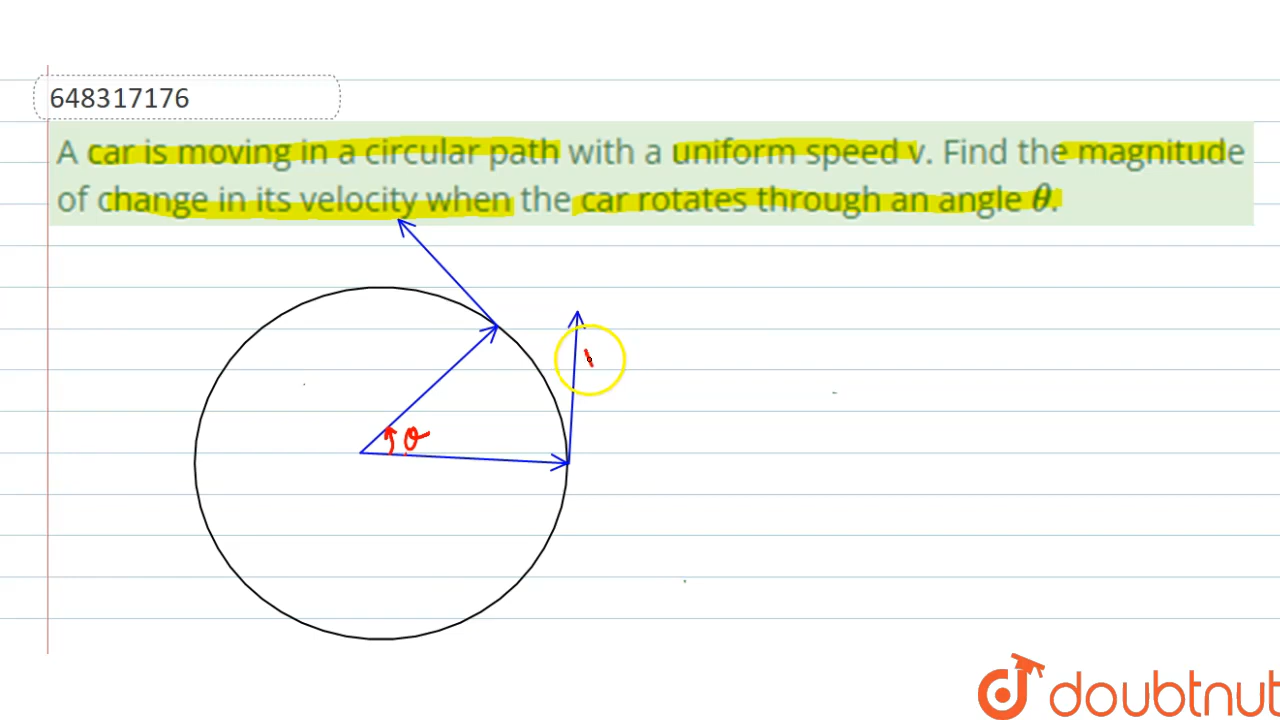 648317176
A car is moving in a circular path with a uniform speed v. Find the magnitude
of change in its velocity when the car rotates through an angle θ.
θ
doubtnut